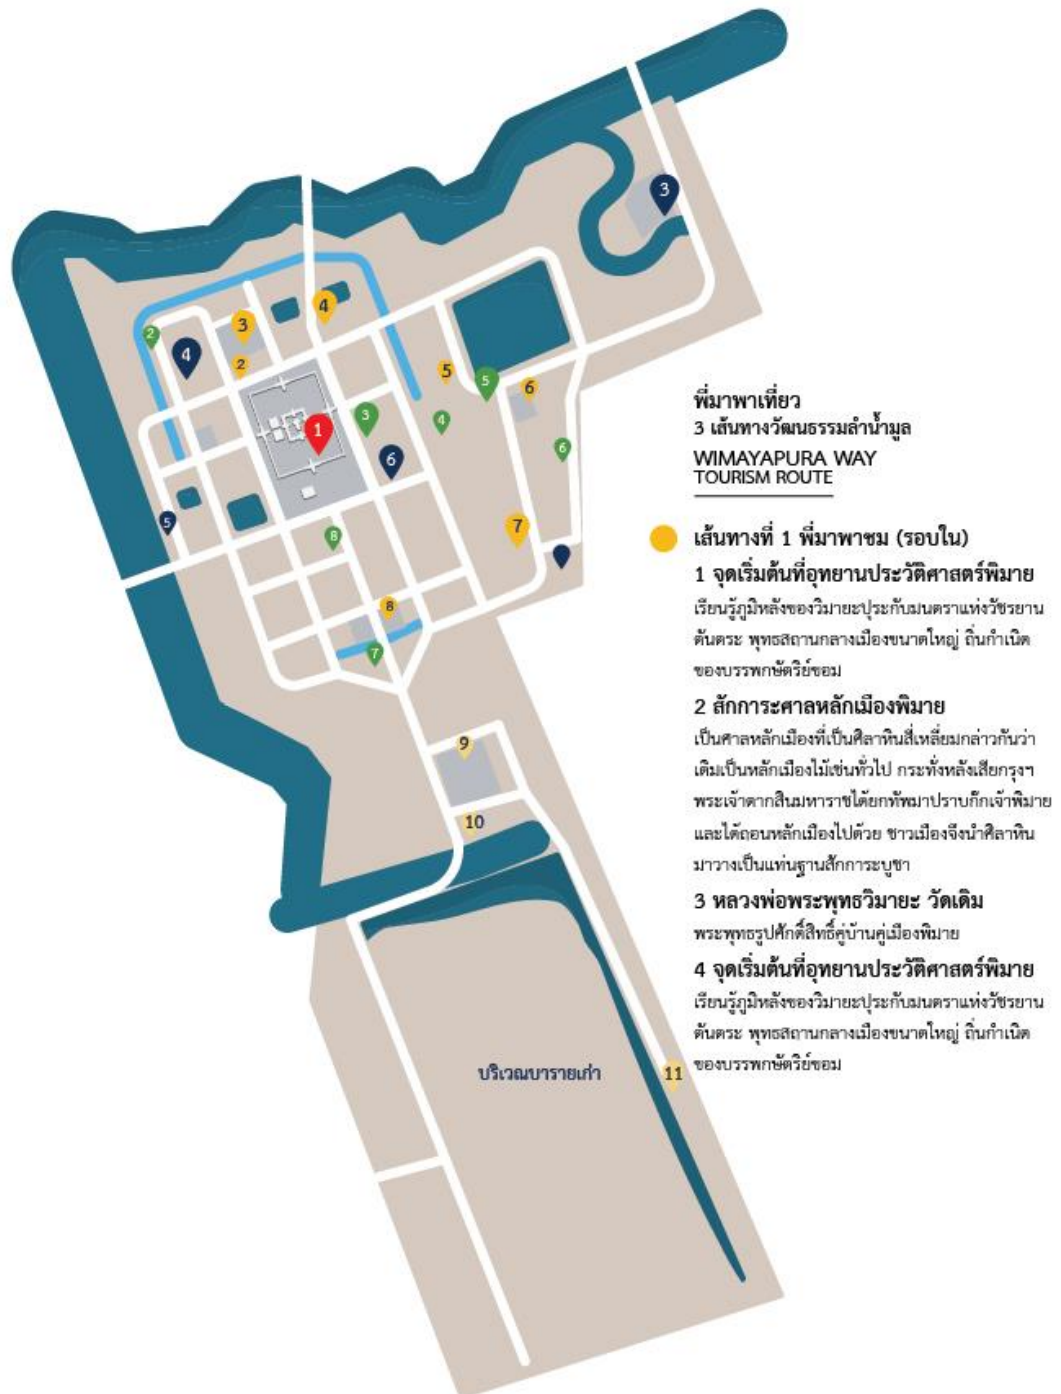 3
4
3
2
4
2
5
5
6
1
3
4
6
6
5
7
8
8
7
9
10
บริเวณบารายเก่า
11
พี่มาพาเที่ยว
3 เส้นทางวัฒนธรรมลำน้ำมูล
WIMAYAPURA WAY
TOURISM ROUTE
เส้นทางที่ 1 พี่มาพาชม (รอบใน)
1 จุดเริ่มต้นที่อุทยานประวัติศาสตร์พิมาย
เรียนรู้ภูมิหลังของวิมายะปุระกับมนตราแห่งวัชรยาน
ตันตระ พุทธสถานกลางเมืองขนาดใหญ่ ถิ่นกำเนิด
ของบรรพกษัตริย์ขอม
2 สักการะศาลหลักเมืองพิมาย
เป็นศาลหลักเมืองที่เป็นศิลาหินสี่เหลี่ยมกล่าวกันว่า
เดิมเป็นหลักเมืองไม้เช่นทั่วไป กระทั่งหลังเสียกรุงฯ
พระเจ้าตากสินมหาราชได้ยกทัพมาปราบก๊กเจ้าพิมาย
และได้ถอนหลักเมืองไปด้วย ชาวเมืองจึงนำศิลาหิน
มาวางเป็นแท่นฐานสักการะบูชา
3 หลวงพ่อพระพุทธวิมายะ วัดเดิม
พระพุทธรูปศักดิ์สิทธิ์คู่บ้านคู่เมืองพิมาย
4 จุดเริ่มต้นที่อุทยานประวัติศาสตร์พิมาย
เรียนรู้ภูมิหลังของวิมายะปุระกับมนตราแห่งวัชรยาน
ตันตระ พุทธสถานกลางเมืองขนาดใหญ่ ถิ่นกำเนิด
ของบรรพกษัตริย์ขอม